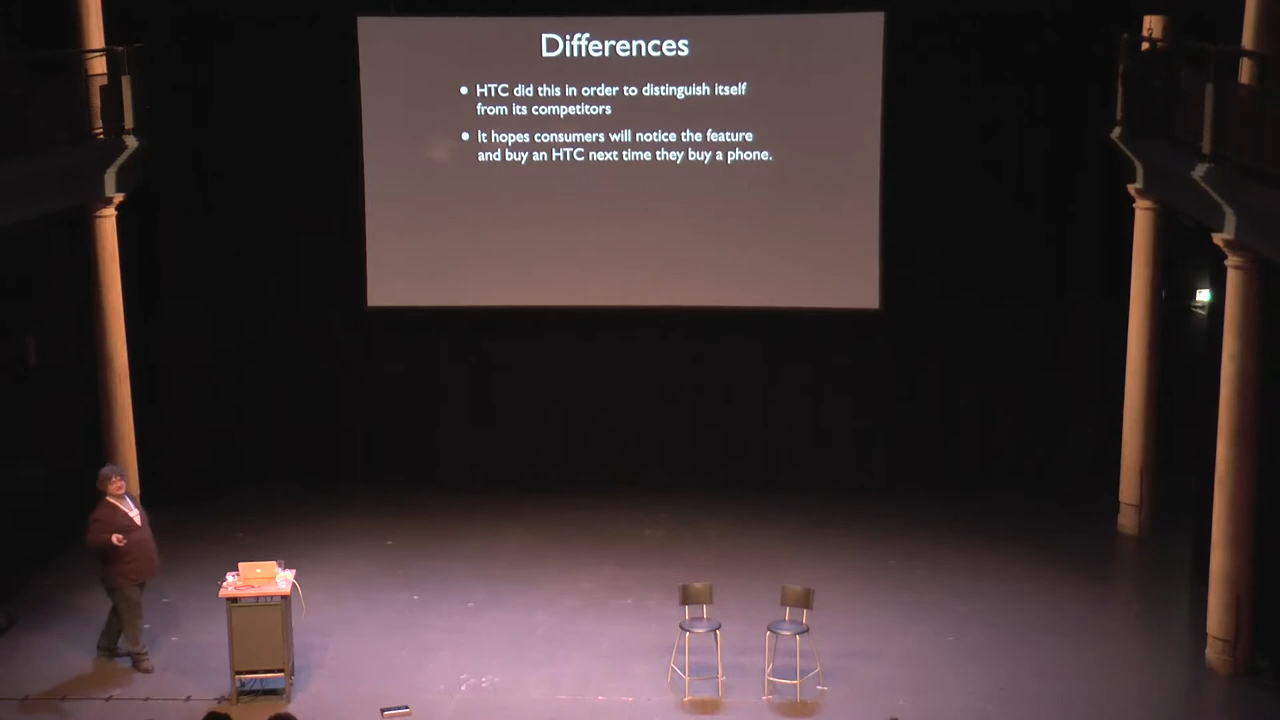 Differences
• HTC did this in order to distinguish itself
from its competitors
• It hopes consumers will notice the feature
and buy an HTC next time they buy a phone.